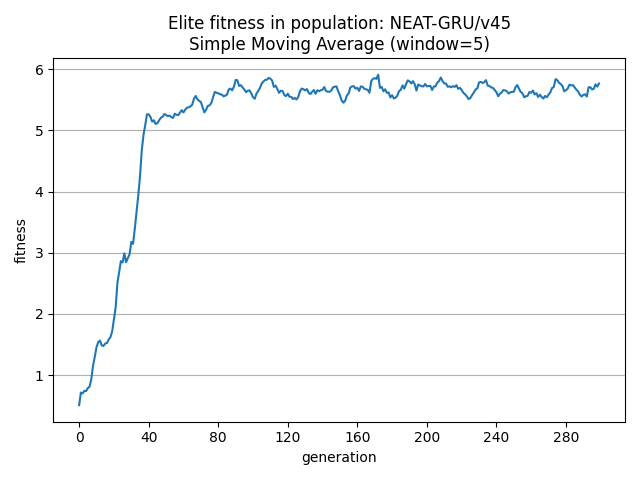 Elite fitness in population: NEAT-GRU/v45
Simple Moving Average (window=5)
fitness
6
5
4
3
2
1
0 40 80 120 160 200 240 280
generation